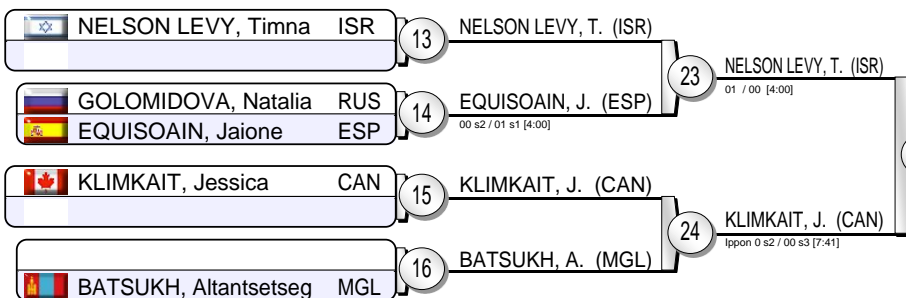 NELSON LEVY, Timna ISR
13
NELSON LEVY, T. (ISR)
23
NELSON LEVY, T. (ISR)
01 / 00 [4:00]
GOLOMIDOVA, Natalia RUS
EQUISOAIN, Jaione ESP
14
EQUISOAIN, J. (ESP)
00 s2 / 01 s1 [4:00]
KLIMKAIT, Jessica CAN
15
KLIMKAIT, J. (CAN)
24
KLIMKAIT, J. (CAN)
Ippon 0 s2 / 00 s3 [7:41]
BATSUKH, Altantsetseg MGL
16
BATSUKH, A. (MGL)